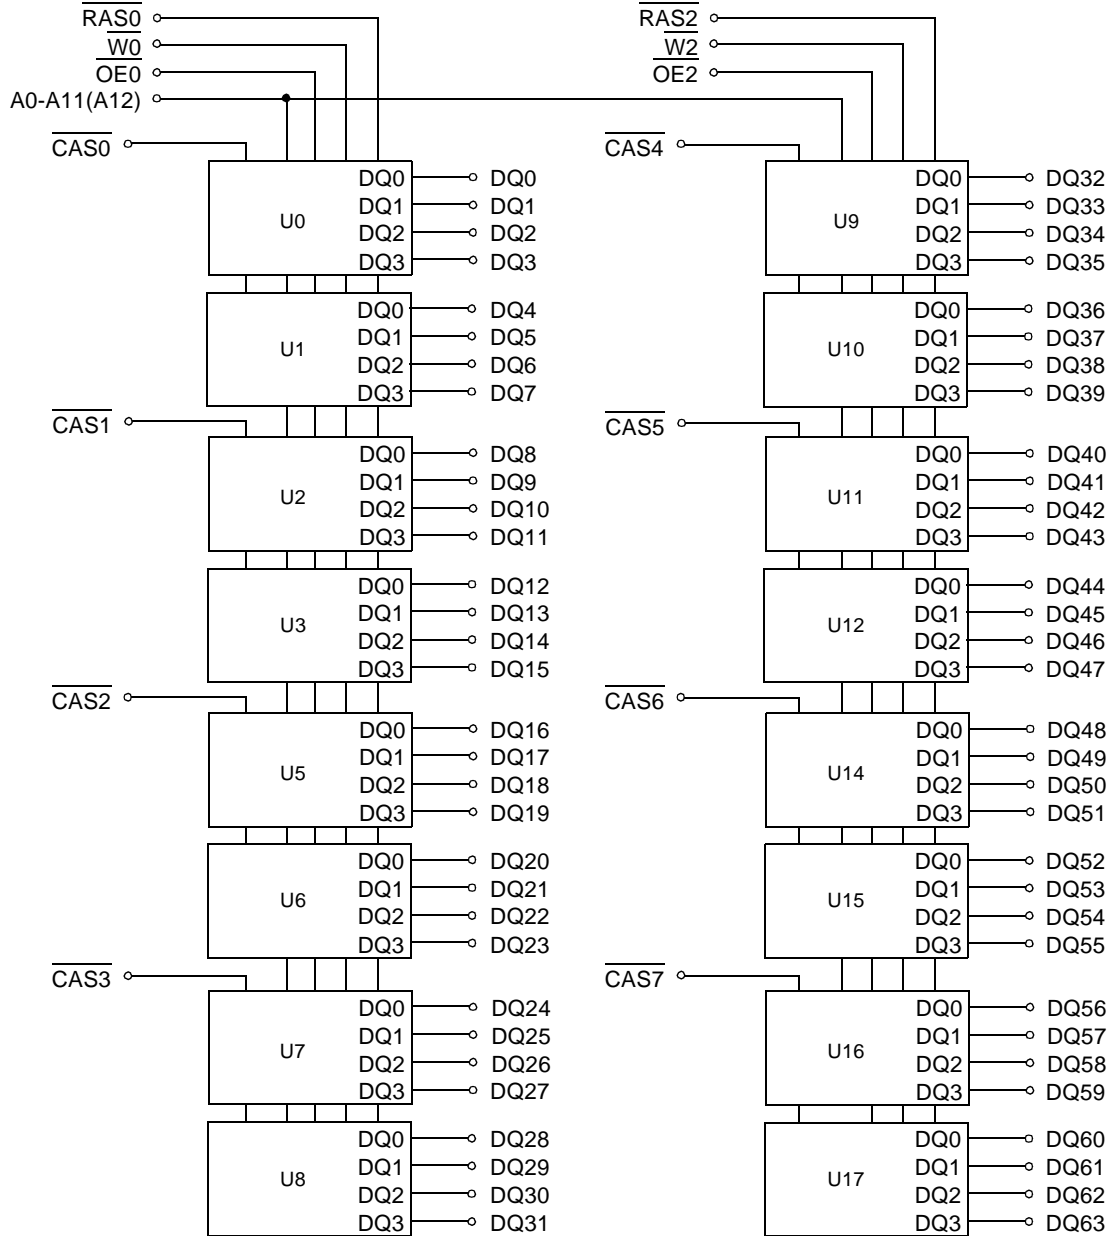 RAS0
W0
OE0
A0-A11(A12)
CAS0
U0
DQ0 DQ0
DQ1 DQ1
DQ2 DQ2
DQ3 DQ3
U1
DQ0 DQ4
DQ1 DQ5
DQ2 DQ6
DQ3 DQ7
CAS1
U2
DQ0 DQ8
DQ1 DQ9
DQ2 DQ10
DQ3 DQ11
U3
DQ0 DQ12
DQ1 DQ13
DQ2 DQ14
DQ3 DQ15
CAS2
U5
DQ0 DQ16
DQ1 DQ17
DQ2 DQ18
DQ3 DQ19
U6
DQ0 DQ20
DQ1 DQ21
DQ2 DQ22
DQ3 DQ23
CAS3
U7
DQ0 DQ24
DQ1 DQ25
DQ2 DQ26
DQ3 DQ27
U8
DQ0 DQ28
DQ1 DQ29
DQ2 DQ30
DQ3 DQ31
RAS2
W2
OE2
CAS4
U9
DQ0 DQ32
DQ1 DQ33
DQ2 DQ34
DQ3 DQ35
U10
DQ0 DQ36
DQ1 DQ37
DQ2 DQ38
DQ3 DQ39
CAS5
U11
DQ0 DQ40
DQ1 DQ41
DQ2 DQ42
DQ3 DQ43
U12
DQ0 DQ44
DQ1 DQ45
DQ2 DQ46
DQ3 DQ47
CAS6
U14
DQ0 DQ48
DQ1 DQ49
DQ2 DQ50
DQ3 DQ51
U15
DQ0 DQ52
DQ1 DQ53
DQ2 DQ54
DQ3 DQ55
CAS7
U16
DQ0 DQ56
DQ1 DQ57
DQ2 DQ58
DQ3 DQ59
U17
DQ0 DQ60
DQ1 DQ61
DQ2 DQ62
DQ3 DQ63